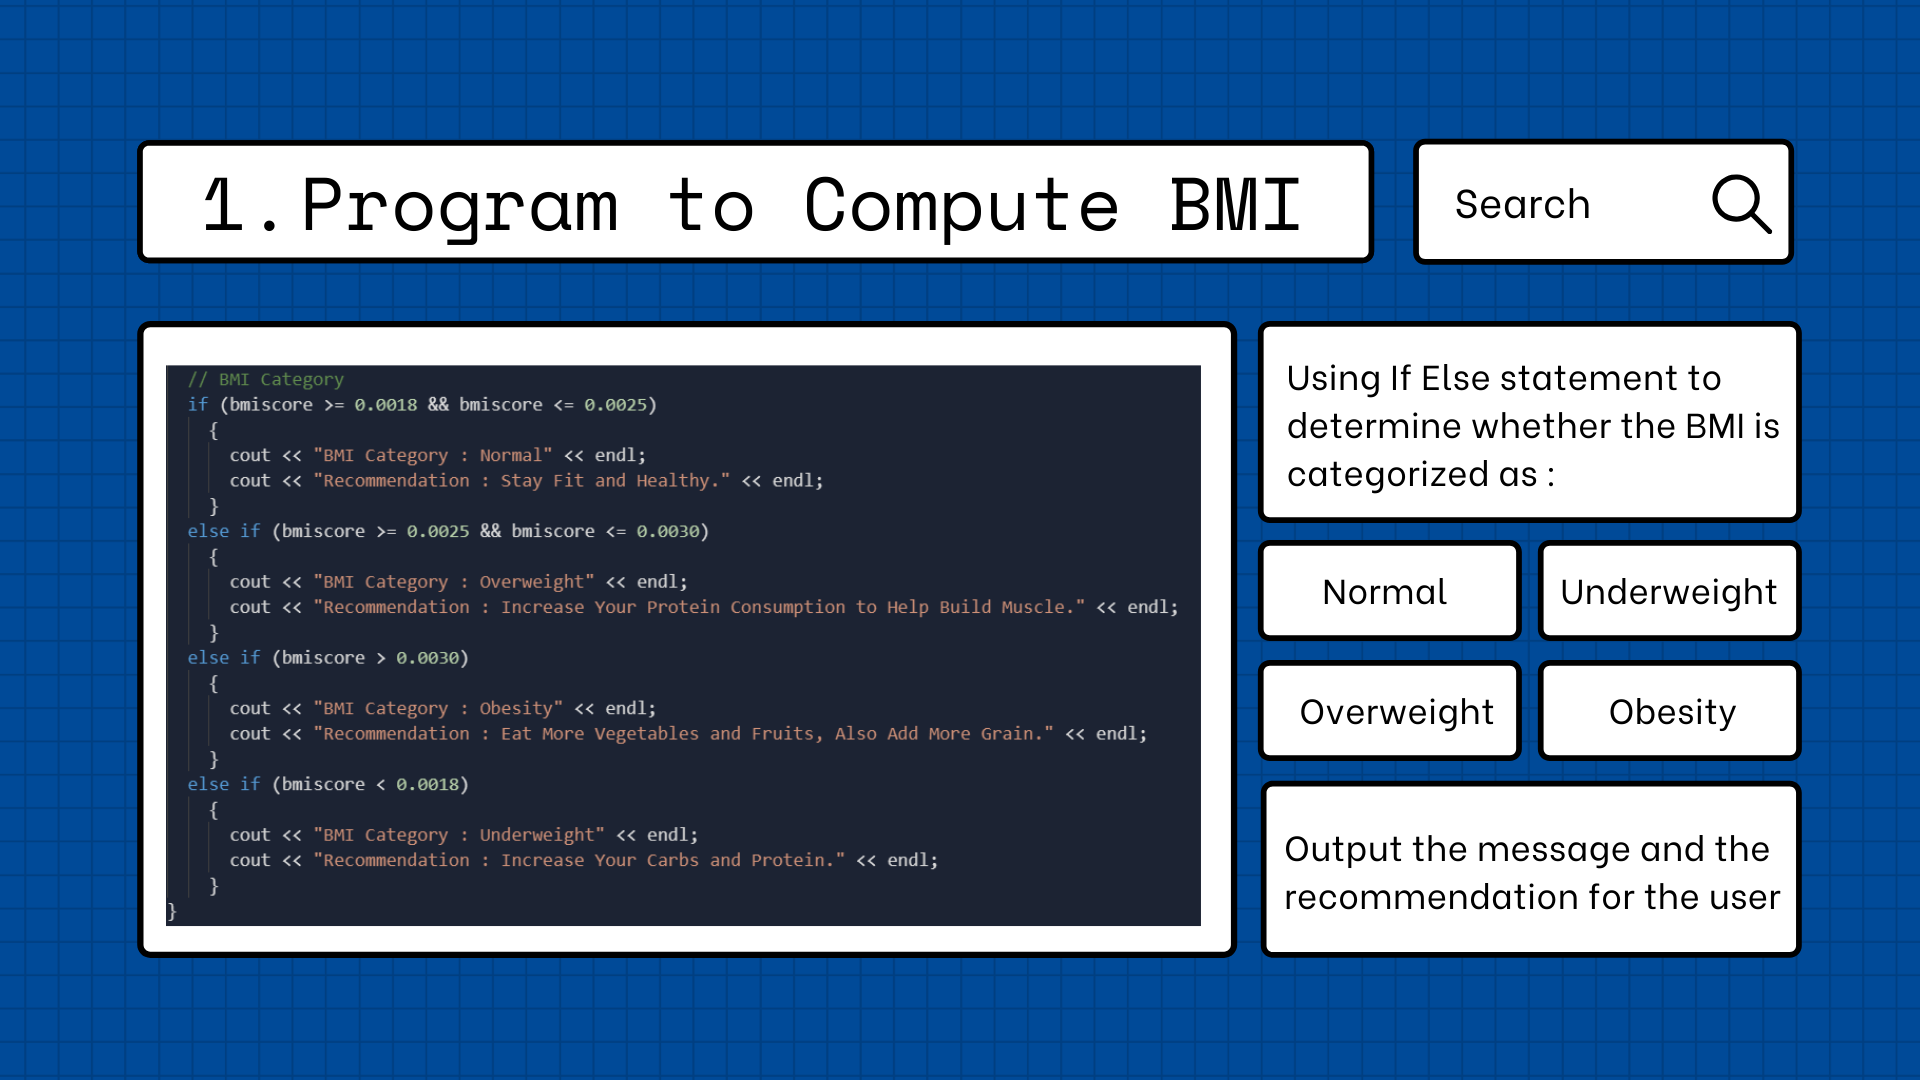 1.Program to Compute BMI
Search
// BMI Category
if (bmiscore >= 0.0018 && bmiscore <= 0.0025)
{
cout << "BMI Category : Normal" << endl;
cout << "Recommendation : Stay Fit and Healthy." << endl;
}
else if (bmiscore >= 0.0025 && bmiscore <= 0.0030)
{
cout << "BMI Category : Overweight" << endl;
cout << "Recommendation : Increase Your Protein Consumption to Help Build Muscle." << endl;
}
else if (bmiscore > 0.0030)
{
cout << "BMI Category : Obesity" << endl;
cout << "Recommendation : Eat More Vegetables and Fruits, Also Add More Grain." << endl;
}
else if (bmiscore < 0.0018)
{
cout << "BMI Category : Underweight" << endl;
cout << "Recommendation : Increase Your Carbs and Protein." << endl;
}
}
Using If Else statement to
determine whether the BMI is
categorized as :
Normal
Underweight
Overweight
Obesity
Output the message and the
recommendation for the user